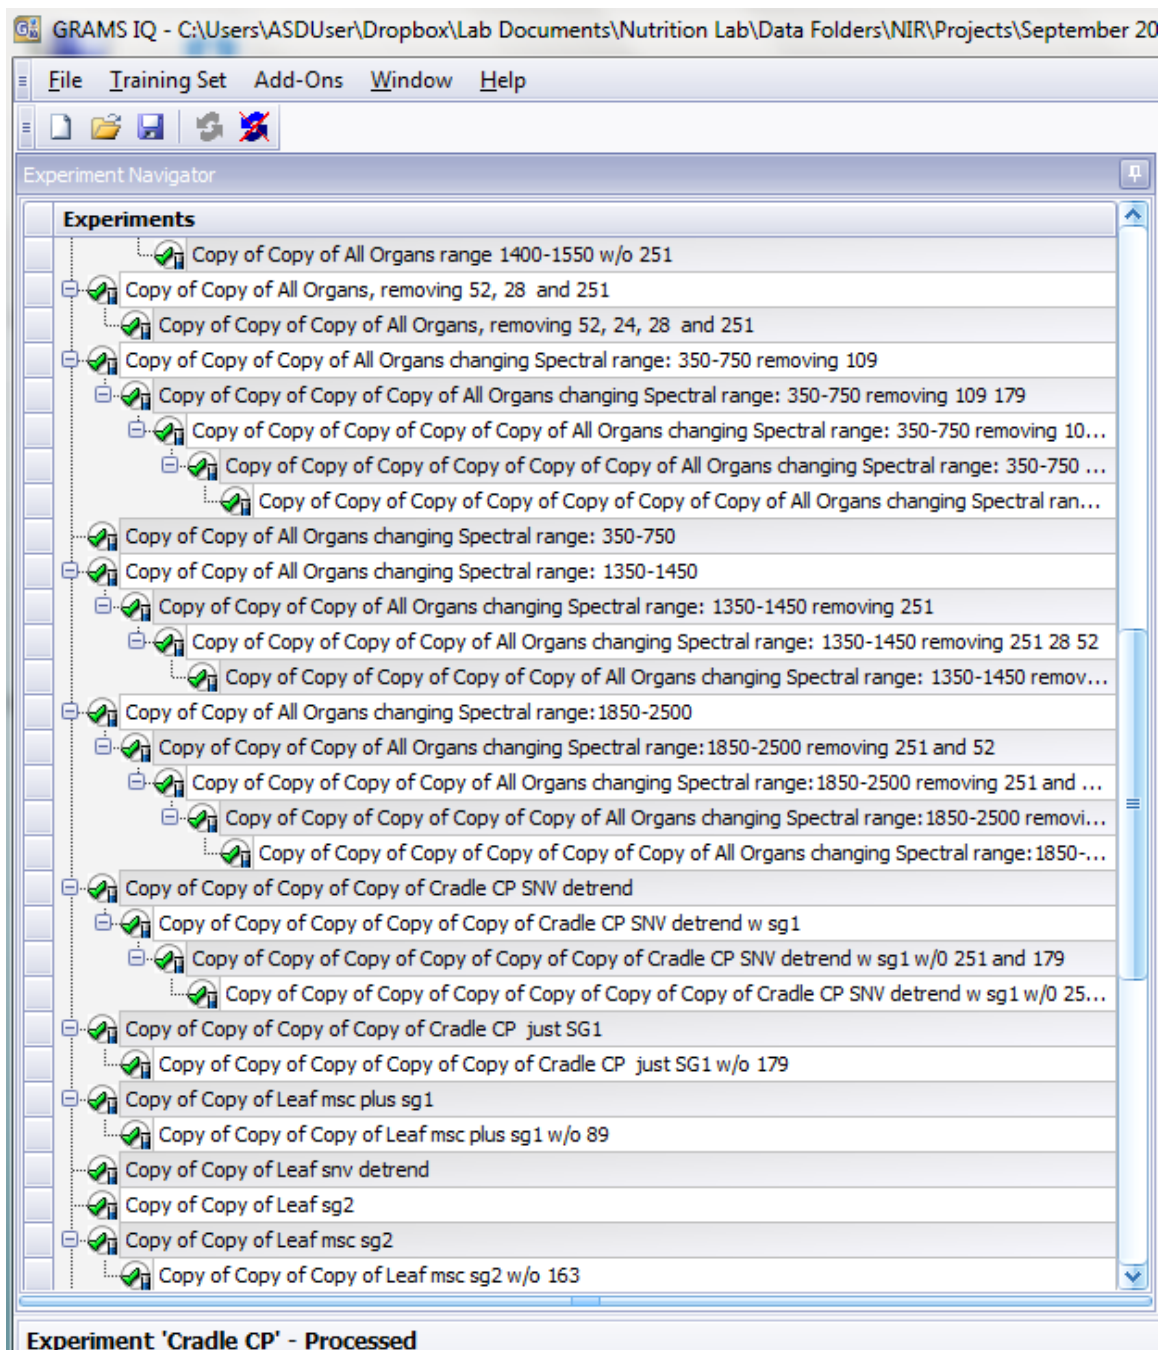 GRAMS IQ - C:\Users\ASDUser\Dropbox\Lab Documents\Nutrition Lab\Data Folders\NIR\Projects\September 20
File Training Set Add-Ons Window Help
Experiment Navigator
Experiments
Copy of Copy of All Organs range 1400-1550 w/o 251
Copy of Copy of All Organs, removing 52, 28 and 251
Copy of Copy of Copy of All Organs, removing 52, 24, 28 and 251
Copy of Copy of Copy of All Organs changing Spectral range: 350-750 removing 109
Copy of Copy of Copy of Copy of All Organs changing Spectral range: 350-750 removing 109 179
Copy of Copy of Copy of Copy of Copy of All Organs changing Spectral range: 350-750 removing 10...
Copy of Copy of Copy of Copy of Copy of Copy of All Organs changing Spectral range: 350-750 ...
Copy of Copy of Copy of Copy of Copy of Copy of Copy of All Organs changing Spectral ran...
Copy of Copy of All Organs changing Spectral range: 350-750
Copy of Copy of All Organs changing Spectral range: 1350-1450
Copy of Copy of Copy of All Organs changing Spectral range: 1350-1450 removing 251
Copy of Copy of Copy of Copy of All Organs changing Spectral range: 1350-1450 removing 251 28 52
Copy of Copy of Copy of Copy of Copy of All Organs changing Spectral range: 1350-1450 remov...
Copy of Copy of All Organs changing Spectral range:1850-2500
Copy of Copy of Copy of All Organs changing Spectral range:1850-2500 removing 251 and 52
Copy of Copy of Copy of Copy of All Organs changing Spectral range:1850-2500 removing 251 and ...
Copy of Copy of Copy of Copy of Copy of All Organs changing Spectral range:1850-2500 removi...
Copy of Copy of Copy of Copy of Copy of Copy of All Organs changing Spectral range:1850-...
Copy of Copy of Copy of Copy of Cradle CP SNV detrend
Copy of Copy of Copy of Copy of Copy of Cradle CP SNV detrend w sg1
Copy of Copy of Copy of Copy of Copy of Copy of Cradle CP SNV detrend w sg1 w/0 251 and 179
Copy of Copy of Copy of Copy of Copy of Copy of Copy of Cradle CP SNV detrend w sg1 w/0 25...
Copy of Copy of Copy of Copy of Cradle CP just SG1
Copy of Copy of Copy of Copy of Copy of Cradle CP just SG1 w/o 179
Copy of Copy of Leaf msc plus sg1
Copy of Copy of Copy of Leaf msc plus sg1 w/o 89
Copy of Copy of Leaf snv detrend
Copy of Copy of Leaf sg2
Copy of Copy of Leaf msc sg2
Copy of Copy of Copy of Leaf msc sg2 w/o 163
Experiment 'Cradle CP' - Processed